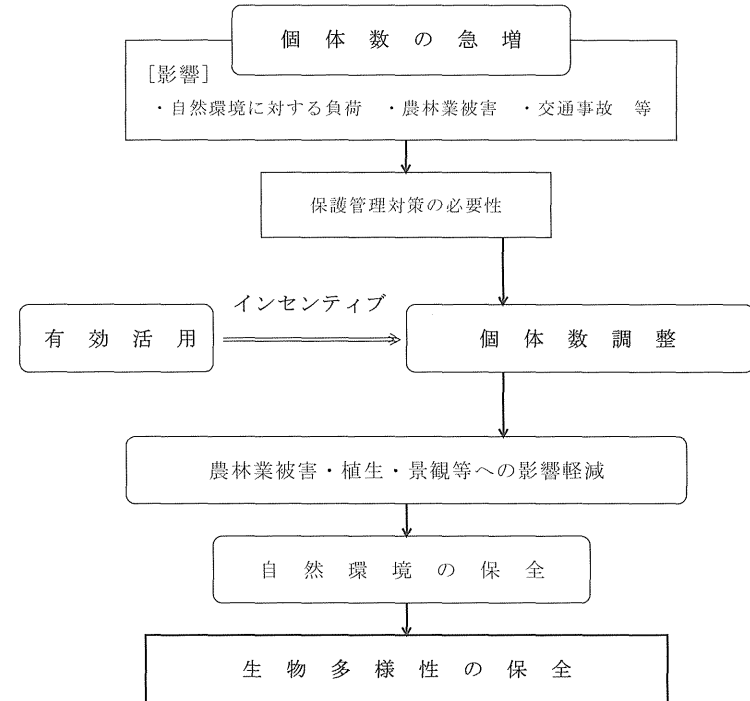 個体数の急増
[影響]
・自然環境に対する負荷 ・農林業被害 ・交通事故 等
保護管理対策の必要性
インセンティブ
有効活用
個体数調整
農林業被害・植生・景観等への影響軽減
自然環境の保全
生物多様性の保全